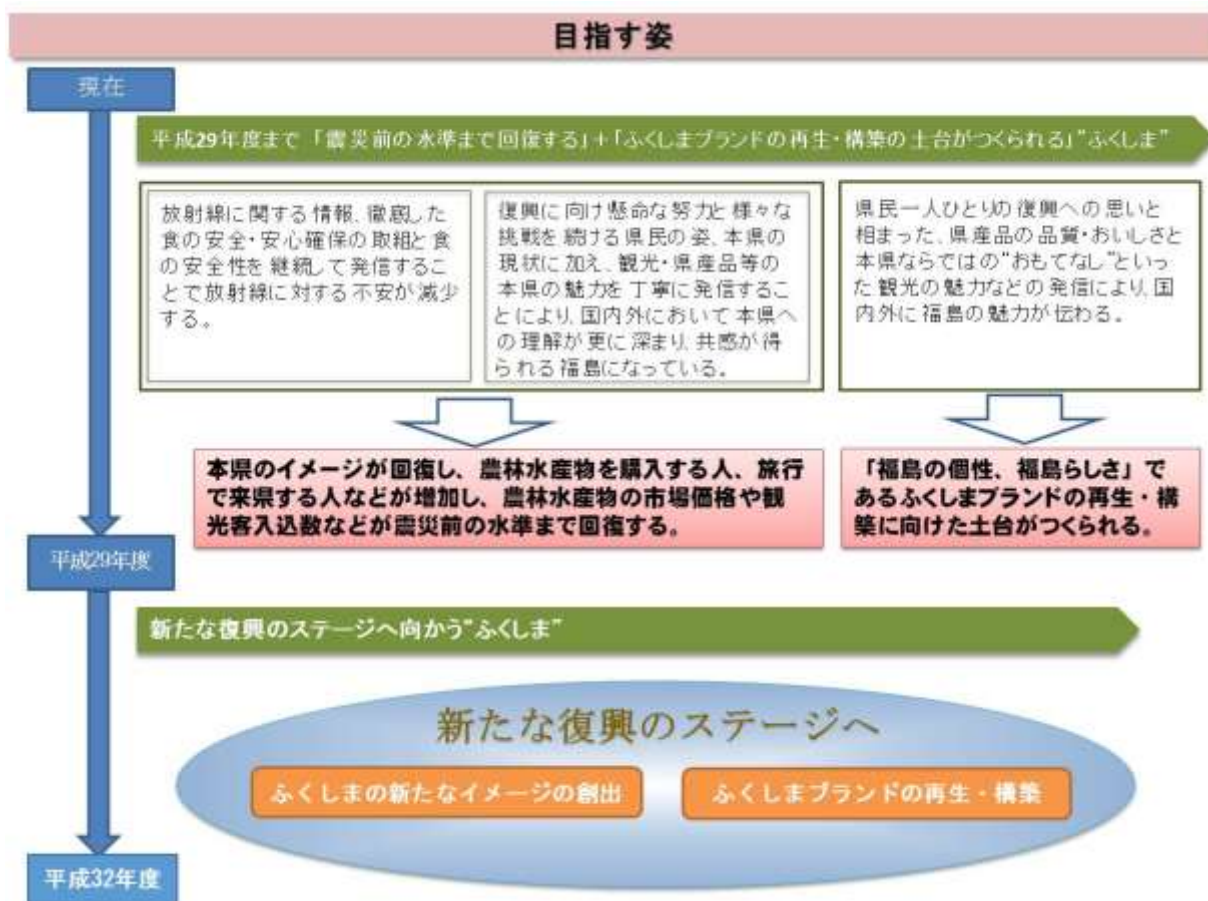 目指す姿
現在
平成29年度まで「震災前の水準まで回復する」+「ふくしまブランドの再生・構築の土台がつくられる」”ふくしま”
放射線に関する情報、徹底した
食の安全・安心確保の取組と食
の安全性を継続して発信するこ
とで放射線に対する不安が減少
する。
復興に向け懸命な努力と様々な
挑戦を続ける県民の姿、本県の
現状に加え、観光・県産品等の
本県の魅力を丁寧に発信するこ
とにより、国内外において本県へ
の理解が更に深まり、共感が得
られる福島になっている。
県民一人ひとりの復興への思いと
相まった、県産品の品質・おいしさと
本県ならではの“おもてなし”といっ
た観光の魅力などの発信により、国
内外に福島の魅力が伝わる。
本県のイメージが回復し、農林水産物を購入する人、旅行
で来県する人などが増加し、農林水産物の市場価格や観
光客入込数などが震災前の水準まで回復する。
「福島の個性、福島らしさ」で
あるふくしまブランドの再生・構
築に向けた土台がつくられる。
平成29年度
新たな復興のステージへ向かう“ふくしま”
新たな復興のステージへ
ふくしまの新たなイメージの創出
ふくしまブランドの再生・構築
平成32年度